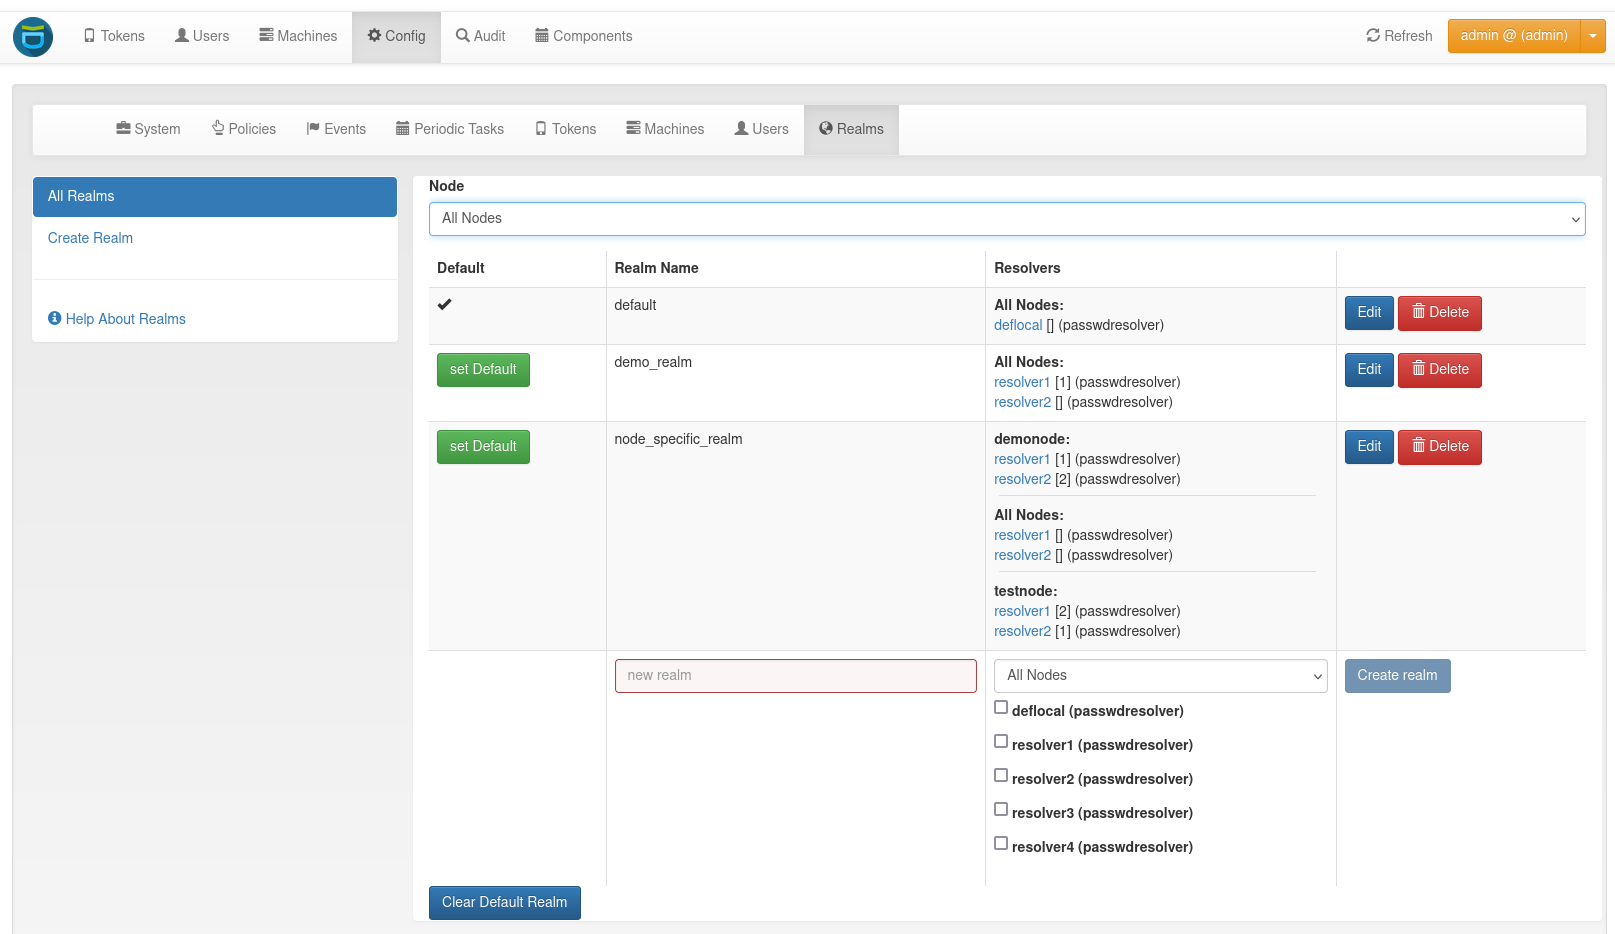 Tokens Users Machines Config Audit Components Refresh admin @ (admin)
System Policies Events Periodic Tasks Tokens Machines Users Realms
All Realms
Create Realm
Help About Realms
Node
All Nodes
Default Realm Name Resolvers
default All Nodes: Edit Delete
deflocal [] (passwdresolver)
set Default demo_realm All Nodes: Edit Delete
resolver1 [1] (passwdresolver)
resolver2 [] (passwdresolver)
set Default node_specific_realm demonode: Edit Delete
resolver1 [1] (passwdresolver)
resolver2 [2] (passwdresolver)
All Nodes:
resolver1 [] (passwdresolver)
resolver2 [] (passwdresolver)
testnode:
resolver1 [2] (passwdresolver)
resolver2 [1] (passwdresolver)
new realm All Nodes Create realm
deflocal (passwdresolver)
resolver1 (passwdresolver)
resolver2 (passwdresolver)
resolver3 (passwdresolver)
resolver4 (passwdresolver)
Clear Default Realm